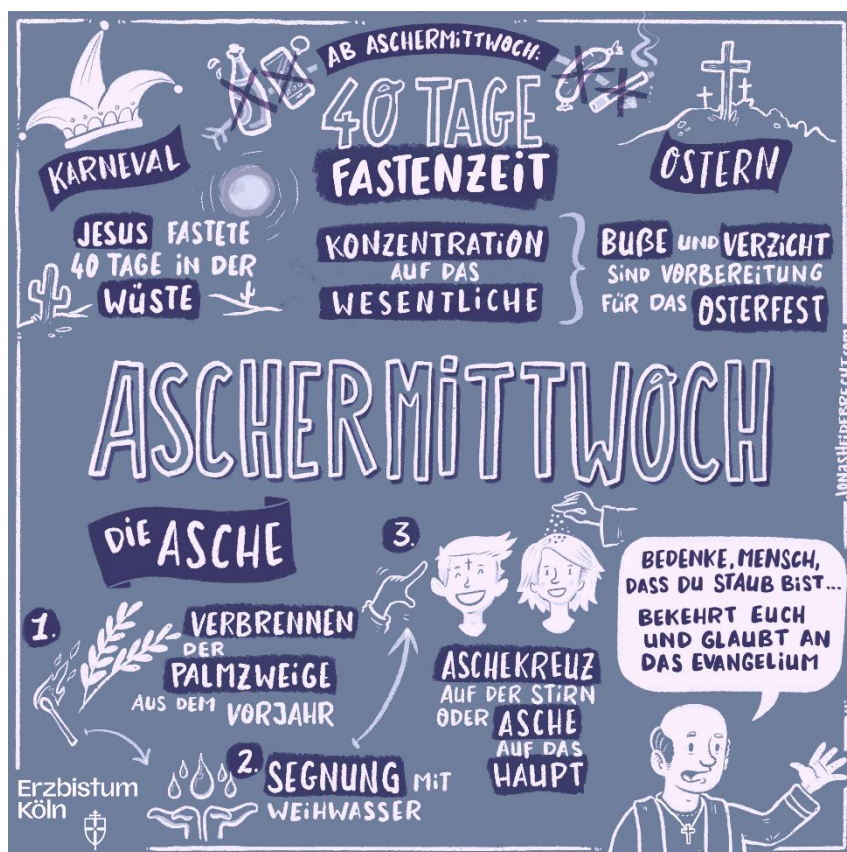 AB ASCHERMITTWOCH:
40 TAGE
FASTENZEIT
KARNEVAL
OSTERN
JESUS FASTETE
40 TAGE IN DER
WÜSTE
KONZENTRATION
AUF DAS
WESENTLICHE
BUßE UND VERZICHT
SIND VORBEREITUNG
FÜR DAS OSTERFEST
ASCHERMITTWOCH
JONASHEIDEBRECHT.com
DIE ASCHE
1.
VERBRENNEN
DER
PALMZWEIGE
AUS DEM VORJAHR
2. SEGNUNG MIT
WEIHWASSER
3.
ASCHEKREUZ
AUF DER STIRN
ODER ASCHE
AUF DAS
HAUPT
BEDENKE, MENSCH,
DASS DU STAUB BIST...
BEKEHRT EUCH
UND GLAUBT AN
DAS EVANGELIUM
Erzbistum
Köln